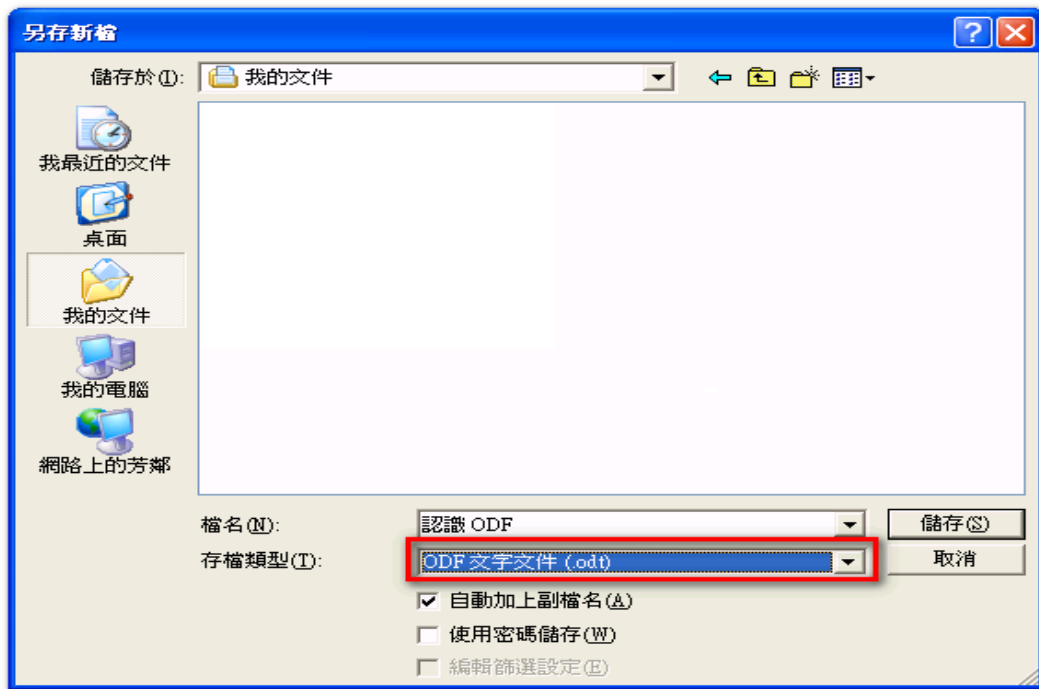 另存新檔
儲存於(I): 我的文件
我最近的文件
桌面
我的文件
我的電腦
網路上的芳鄰
檔名(N): 認識 ODF 儲存(S)
存檔類型(T): ODF 文字文件 (.odt) 取消
自動加上副檔名(A)
使用密碼儲存(W)
編輯篩選設定(E)